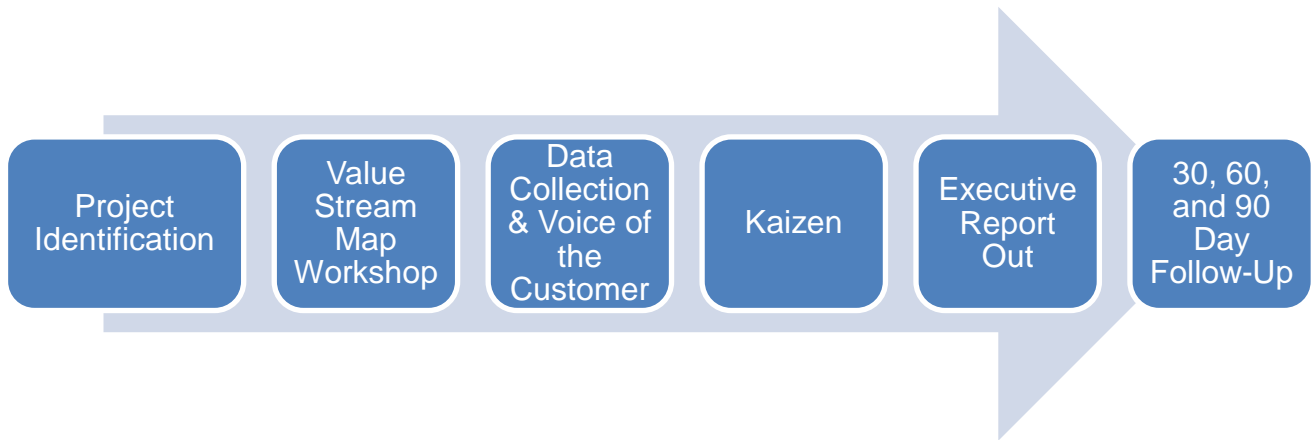 Project
Identification
Value
Stream
Map
Workshop
Data
Collection
& Voice of
the
Customer
Kaizen
Executive
Report
Out
30, 60,
and 90
Day
Follow-Up